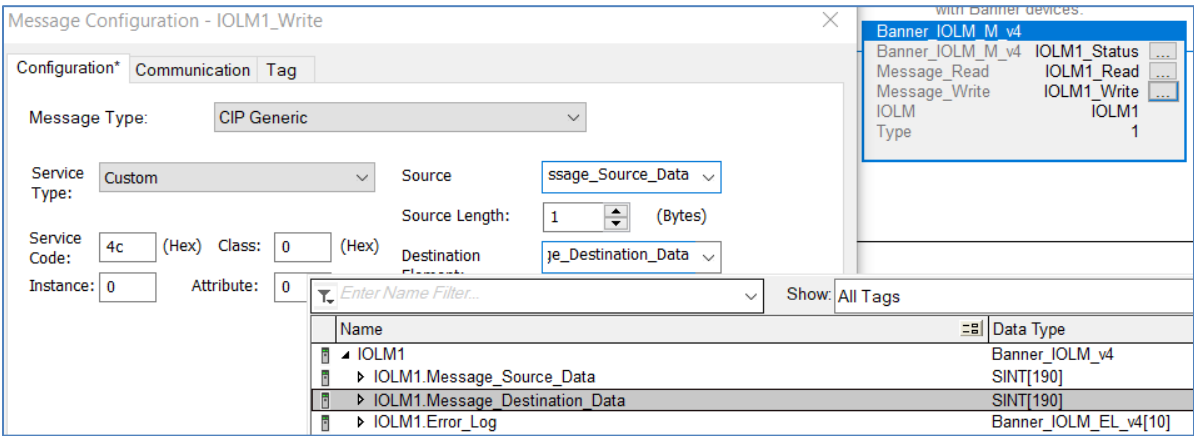 Message Configuration - IOLM1_Write
Configuration* Communication Tag
Message Type: CIP Generic
Service Type: Custom
Source ssage_Source_Data
Source Length: 1 (Bytes)
Service Code: 4c (Hex) Class: 0 (Hex)
Destination Element: ge_Destination_Data
Instance: 0 Attribute: 0
with Banner devices.
Banner_IOLM_M_v4
Banner_IOLM_M_v4 IOLM1_Status ...
Message_Read IOLM1_Read ...
Message_Write IOLM1_Write ...
IOLM IOLM1
Type 1
Enter Name Filter... Show: All Tags
Name Data Type
IOLM1 Banner_IOLM_v4
IOLM1.Message_Source_Data SINT[190]
IOLM1.Message_Destination_Data SINT[190]
IOLM1.Error_Log Banner_IOLM_EL_v4[10]